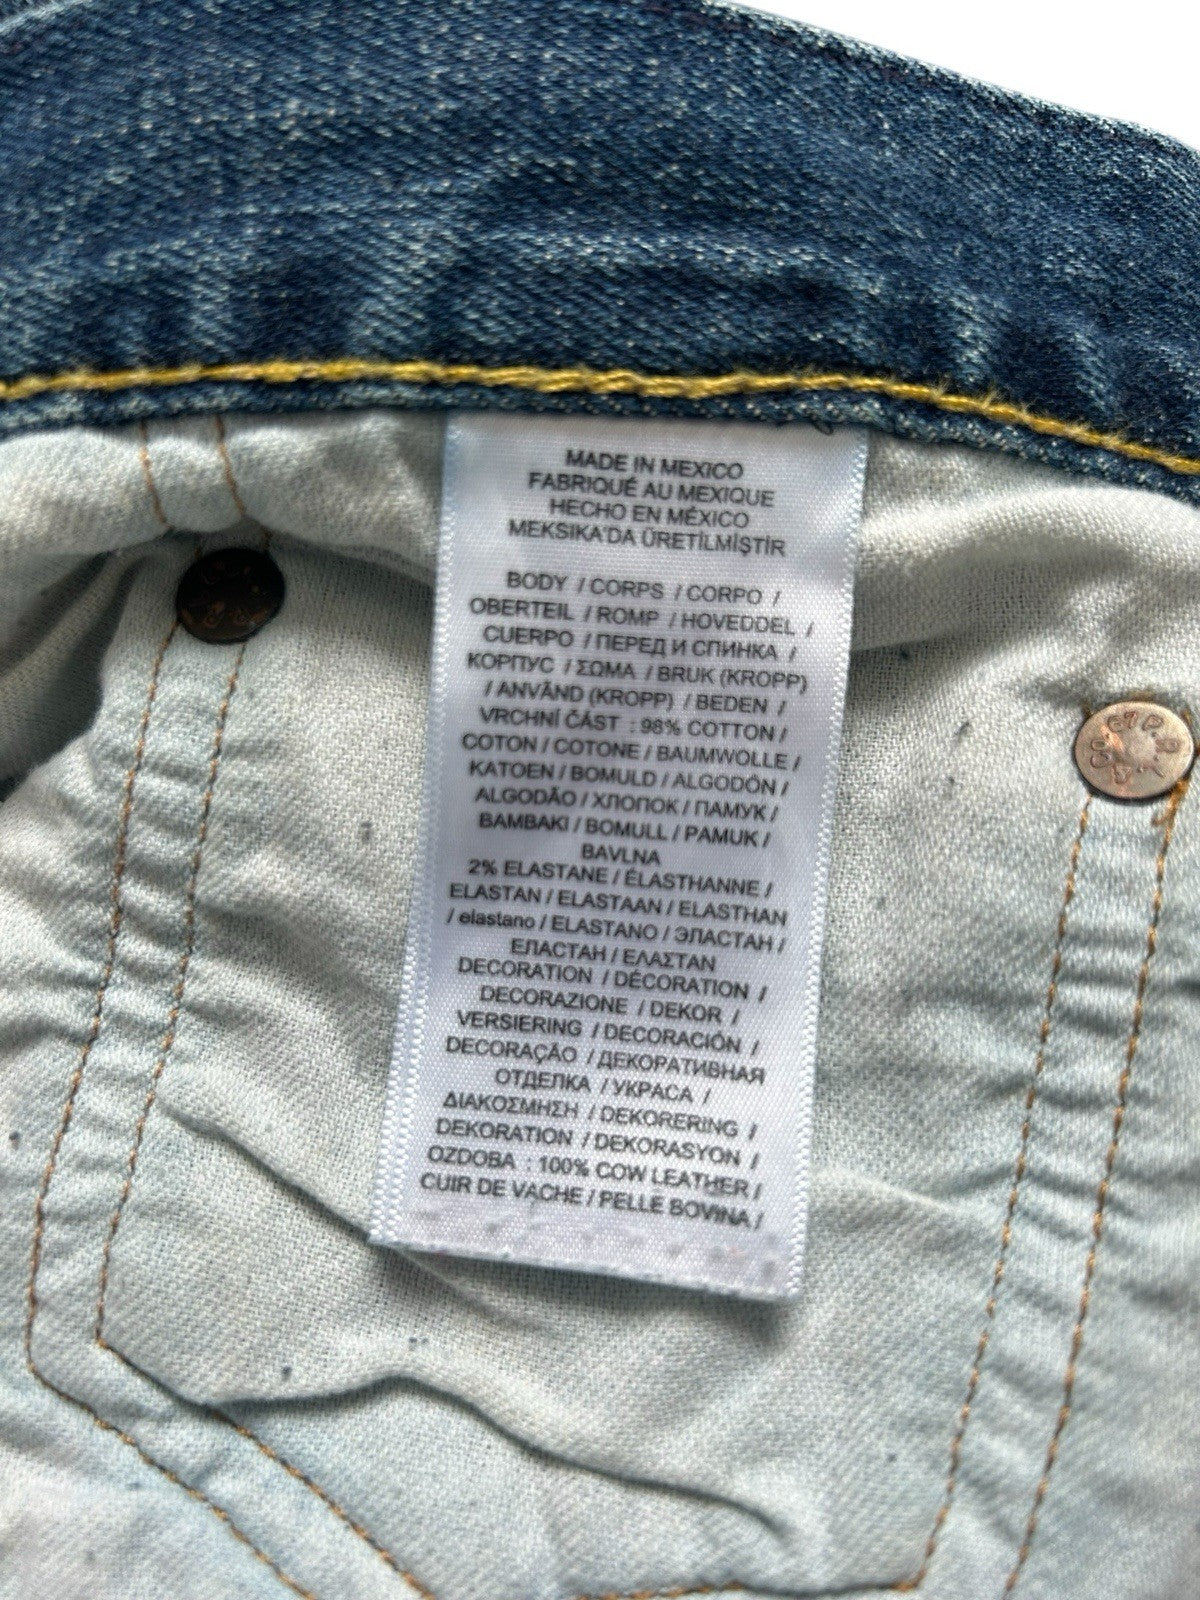 MADE IN MEXICO
FABRIQUÉ AU MEXIQUE
HECHO EN MÉXICO
MEKSIKA'DA ÜRETİLMİŞTİR
BODY / CORPS / CORPO /
OBERTEIL / ROMP / HOVEDDEL /
CUERPO / ПЕРЕД И СПИНКА /
КОРПУС / ΣΩΜΑ / BRUK (KROPP)
/ ANVÄND (KROPP) / BEDEN /
VRCHNÍ ČÁST : 98% COTTON /
COTON / COTONE / BAUMWOLLE /
KATOEN / BOMULD / ALGODÓN /
ALGODÃO / ХЛОПОК / ПАМУК /
BAMBAKI / BOMULL / PAMUK /
BAVLNA
2% ELASTANE / ÉLASTHANNE /
ELASTAN / ELASTAAN / ELASTHAN
/ elastano / ELASTANO / ЭЛАСТАН /
ЕЛАСТАН / ΕΛΑΣΤΑΝ
DECORATION / DÉCORATION /
DECORAZIONE / DEKOR /
VERSIERING / DECORACIÓN /
DECORAÇÃO / ДЕКОРАТИВНАЯ
ОТДЕЛКА / УКРАСА /
ΔΙΑΚΟΣΜΗΣΗ / DEKORERING /
DEKORATION / DEKORASYON /
OZDOBA : 100% COW LEATHER /
CUIR DE VACHE / PELLE BOVINA /